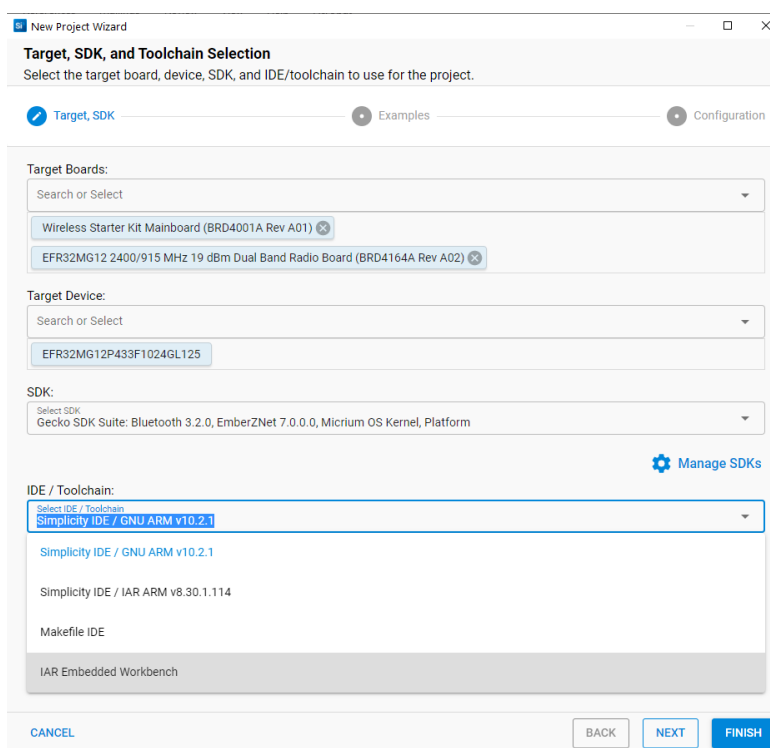 Si New Project Wizard
Target, SDK, and Toolchain Selection
Select the target board, device, SDK, and IDE/toolchain to use for the project.
Target, SDK
Examples
Configuration
Target Boards:
Search or Select
Wireless Starter Kit Mainboard (BRD4001A Rev A01)
EFR32MG12 2400/915 MHz 19 dBm Dual Band Radio Board (BRD4164A Rev A02)
Target Device:
Search or Select
EFR32MG12P433F1024GL125
SDK:
Select SDK
Gecko SDK Suite: Bluetooth 3.2.0, EmberZNet 7.0.0.0, Micrium OS Kernel, Platform
Manage SDKs
IDE / Toolchain:
Select IDE / Toolchain
Simplicity IDE / GNU ARM v10.2.1
Simplicity IDE / GNU ARM v10.2.1
Simplicity IDE / IAR ARM v8.30.1.114
Makefile IDE
IAR Embedded Workbench
CANCEL
BACK
NEXT
FINISH